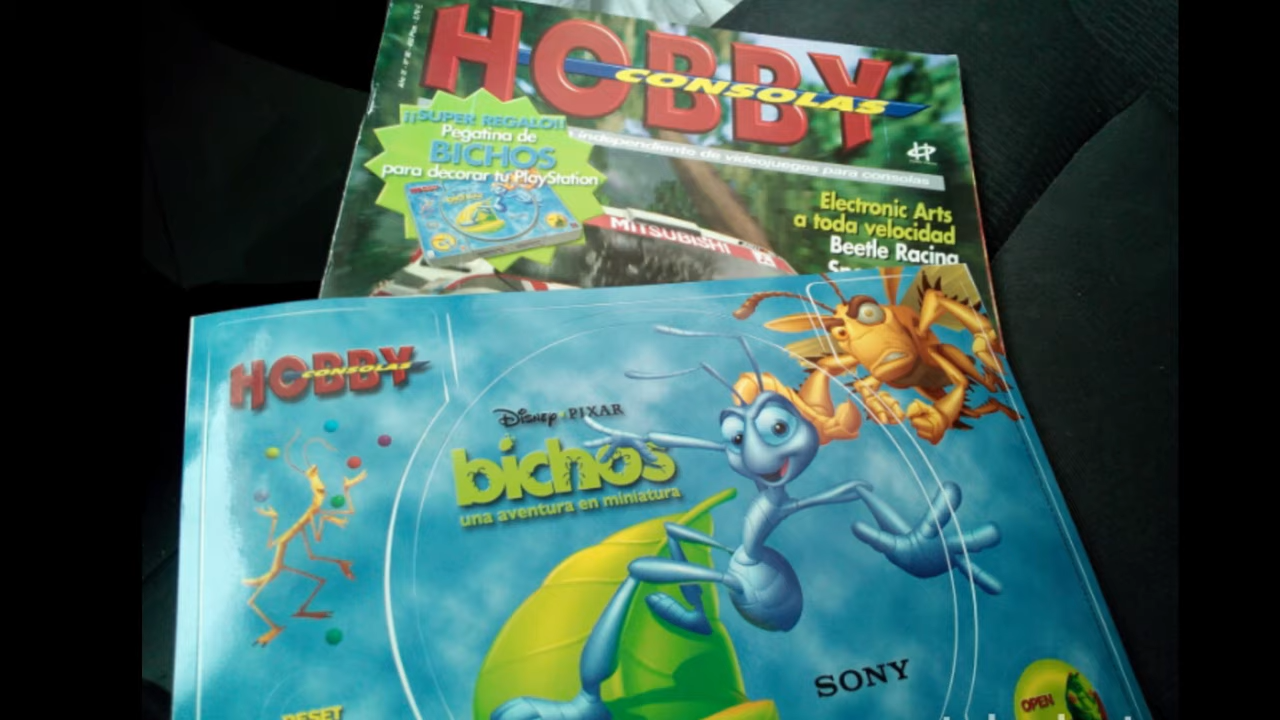 HOBBY
CONSOLAS
¡¡SUPER REGALO!!
Pegatina de
BICHOS
para decorar tu PlayStation
independiente de videojuegos para consolas
MITSUBISHI
Electronic Arts
a toda velocidad
Beetle Racing
HOBBY
CONSOLAS
DISNEY PIXAR
bichos
una aventura en miniatura
SONY
RESET
OPEN